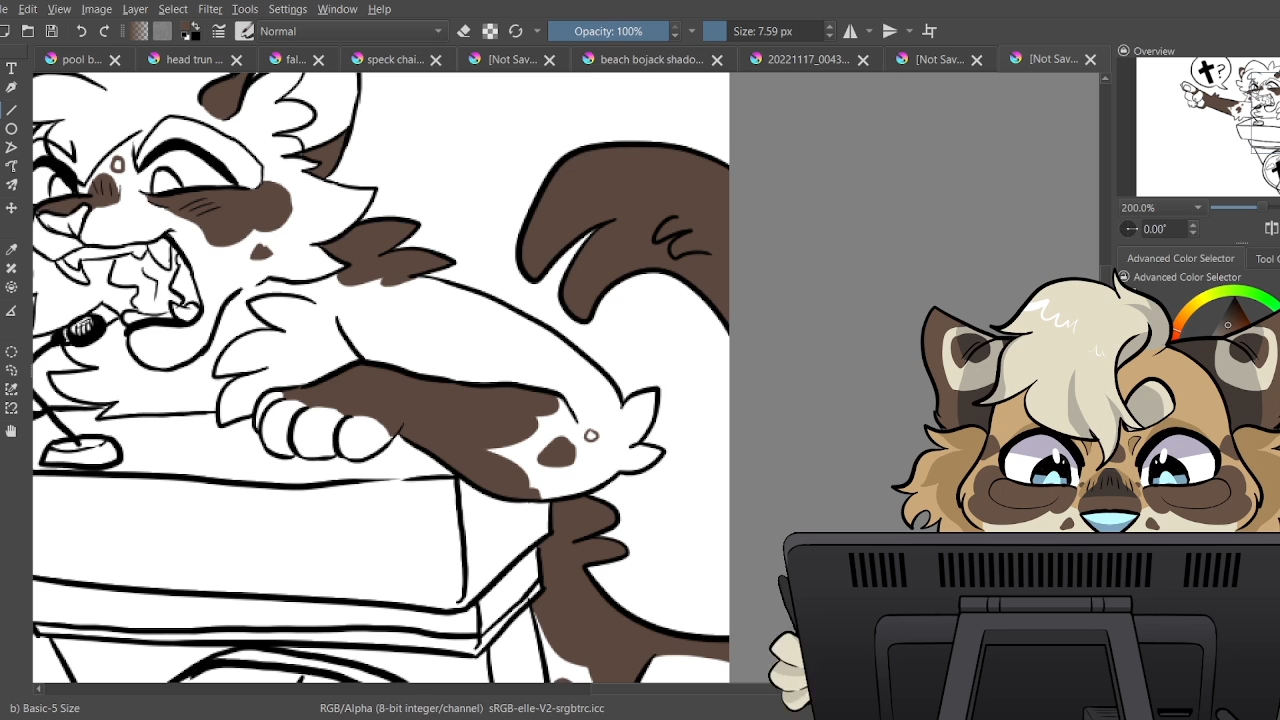 Edit View Image Layer Select Filter Tools Settings Window Help
Normal Opacity: 100% Size: 7.59 px
pool b... head trun ... fal... speck chai... [Not Sav... beach bojack shado... 20221117_0043... [Not Sav... [Not Sav...
Overview
?
200.0%
0.00°
Advanced Color Selector Tool
Advanced Color Selector
b) Basic-5 Size RGB/Alpha (8-bit integer/channel) sRGB-elle-V2-srgbtrc.icc